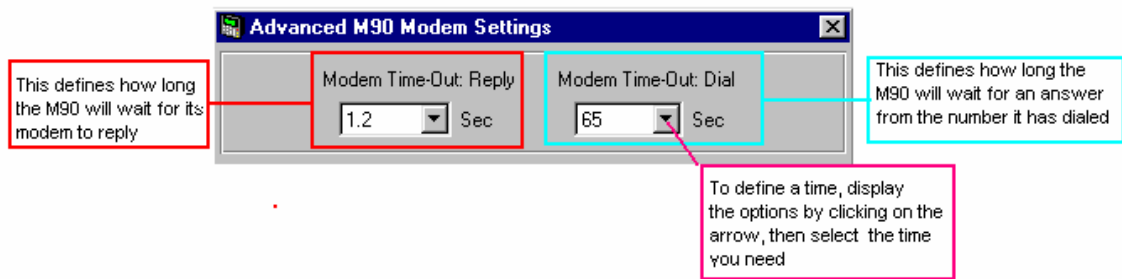 Advanced M90 Modem Settings
This defines how long
the M90 will wait for its
modem to reply
Modem Time-Out: Reply
1.2 Sec
Modem Time-Out: Dial
65 Sec
This defines how long the
M90 will wait for an answer
from the number it has dialed
To define a time, display
the options by clicking on the
arrow, then select the time
you need